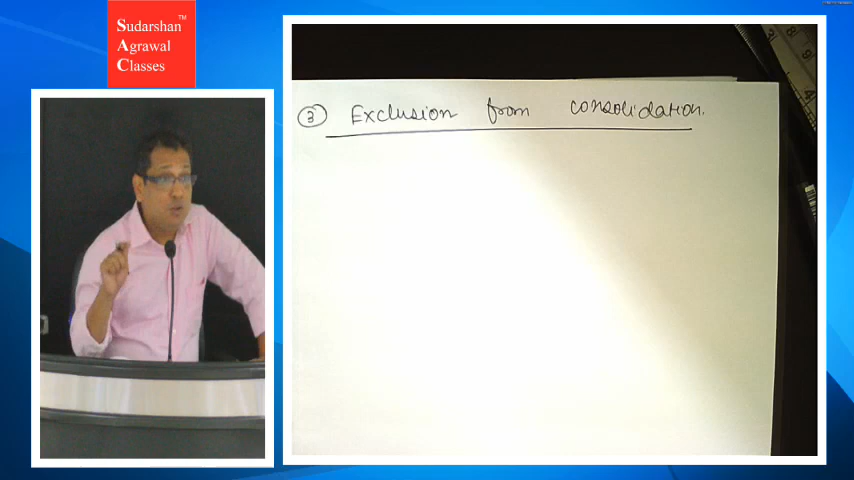 Sudarshan™
Agrawal
Classes
③ Exclusion from consolidation.